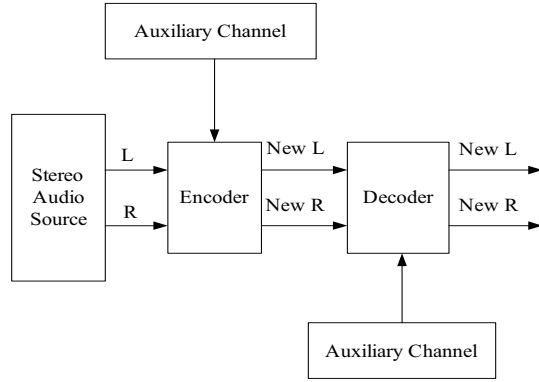 Auxiliary Channel
Stereo
Audio
Source
L
R
Encoder
New L
New R
Decoder
New L
New R
Auxiliary Channel